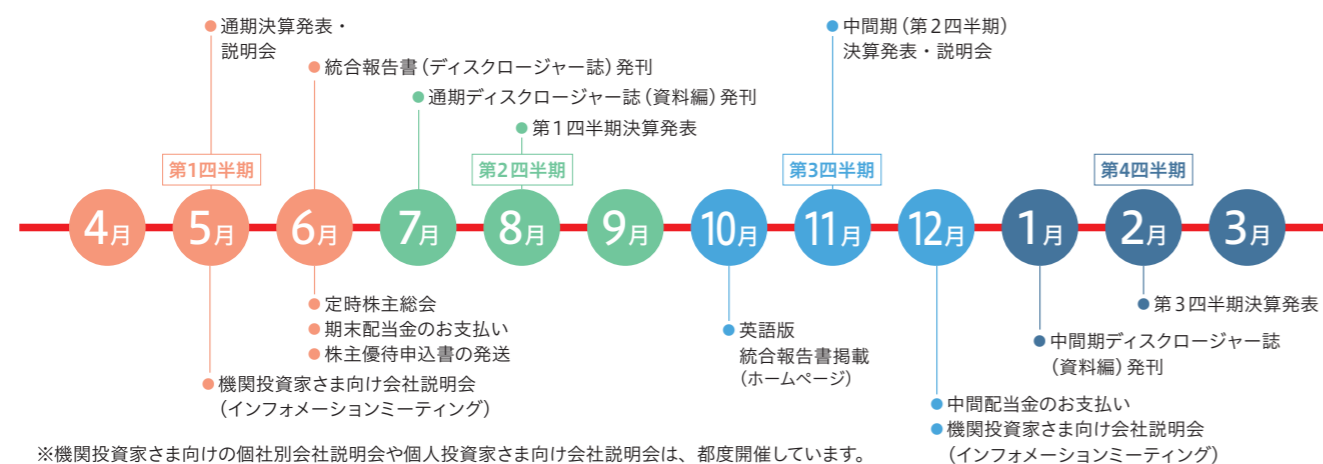 通期決算発表・
説明会
統合報告書（ディスクロージャー誌）発刊
通期ディスクロージャー誌（資料編）発刊
第1四半期決算発表
中間期（第2四半期）
決算発表・説明会
第1四半期
第2四半期
第3四半期
第4四半期
4月
5月
6月
7月
8月
9月
10月
11月
12月
1月
2月
3月
定時株主総会
期末配当金のお支払い
株主優待申込書の発送
機関投資家さま向け会社説明会
（インフォメーションミーティング）
英語版
統合報告書掲載
（ホームページ）
中間配当金のお支払い
機関投資家さま向け会社説明会
（インフォメーションミーティング）
中間期ディスクロージャー誌
（資料編）発刊
第3四半期決算発表
※機関投資家さま向けの個社別会社説明会や個人投資家さま向け会社説明会は、都度開催しています。